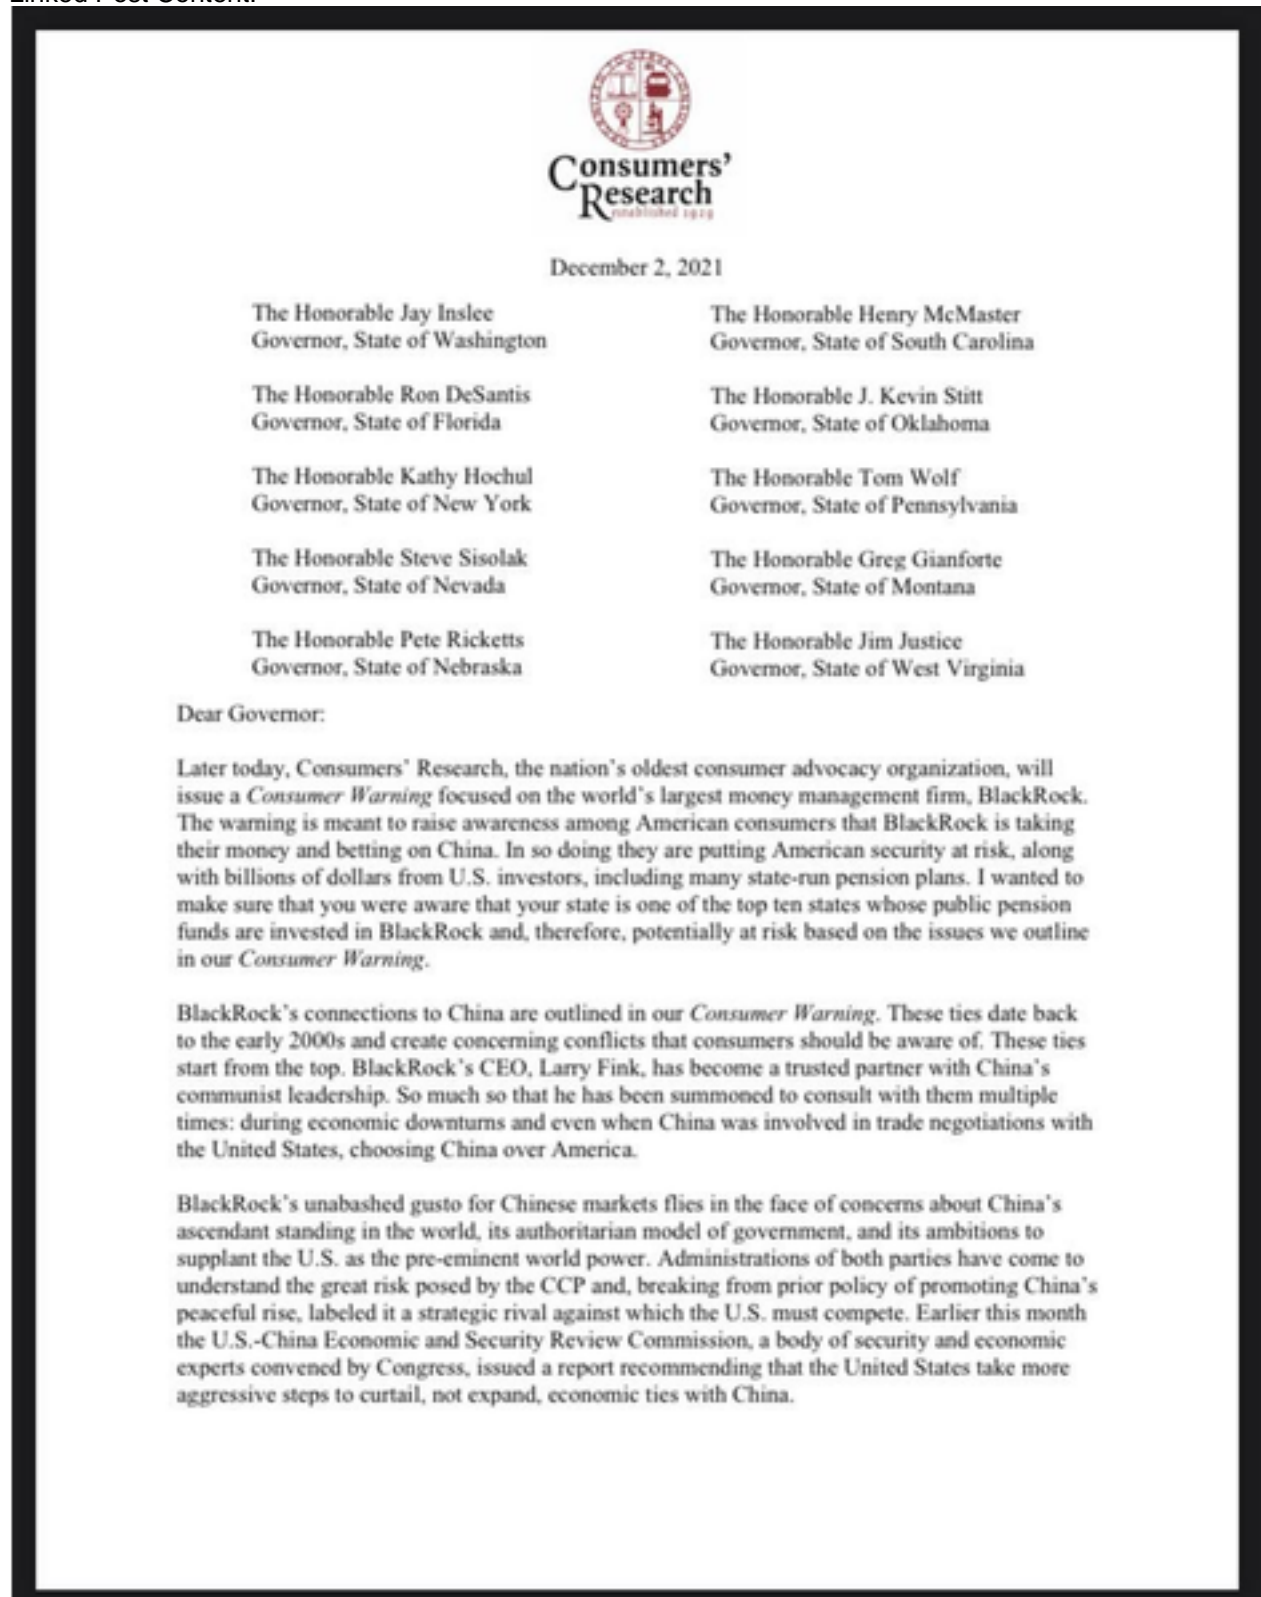 Linked Post Content:
Consumers'
Research
established 1929
December 2, 2021
The Honorable Jay Inslee
Governor, State of Washington
The Honorable Henry McMaster
Governor, State of South Carolina
The Honorable Ron DeSantis
Governor, State of Florida
The Honorable J. Kevin Stitt
Governor, State of Oklahoma
The Honorable Kathy Hochul
Governor, State of New York
The Honorable Tom Wolf
Governor, State of Pennsylvania
The Honorable Steve Sisolak
Governor, State of Nevada
The Honorable Greg Gianforte
Governor, State of Montana
The Honorable Pete Ricketts
Governor, State of Nebraska
The Honorable Jim Justice
Governor, State of West Virginia
Dear Governor:
Later today, Consumers' Research, the nation's oldest consumer advocacy organization, will
issue a Consumer Warning focused on the world's largest money management firm, BlackRock.
The warning is meant to raise awareness among American consumers that BlackRock is taking
their money and betting on China. In so doing they are putting American security at risk, along
with billions of dollars from U.S. investors, including many state-run pension plans. I wanted to
make sure that you were aware that your state is one of the top ten states whose public pension
funds are invested in BlackRock and, therefore, potentially at risk based on the issues we outline
in our Consumer Warning.
BlackRock's connections to China are outlined in our Consumer Warning. These ties date back
to the early 2000s and create concerning conflicts that consumers should be aware of. These ties
start from the top. BlackRock's CEO, Larry Fink, has become a trusted partner with China's
communist leadership. So much so that he has been summoned to consult with them multiple
times: during economic downturns and even when China was involved in trade negotiations with
the United States, choosing China over America.
BlackRock's unabashed gusto for Chinese markets flies in the face of concerns about China's
ascendant standing in the world, its authoritarian model of government, and its ambitions to
supplant the U.S. as the pre-eminent world power. Administrations of both parties have come to
understand the great risk posed by the CCP and, breaking from prior policy of promoting China's
peaceful rise, labeled it a strategic rival against which the U.S. must compete. Earlier this month
the U.S.-China Economic and Security Review Commission, a body of security and economic
experts convened by Congress, issued a report recommending that the United States take more
aggressive steps to curtail, not expand, economic ties with China.